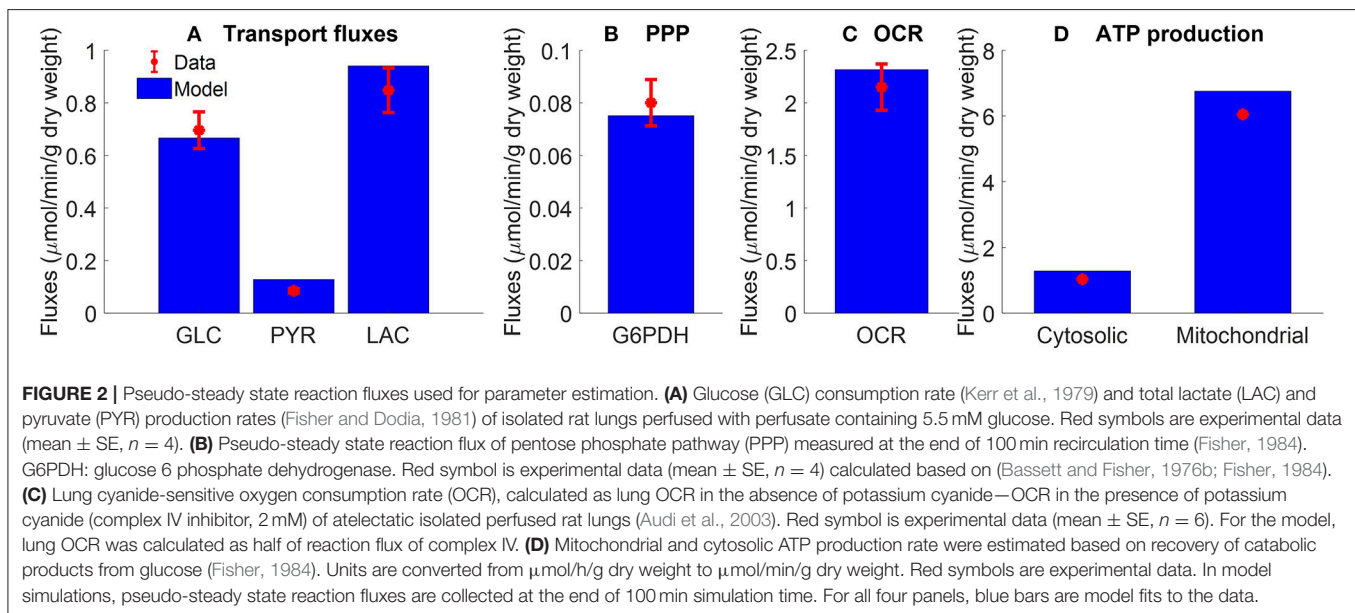 A Transport fluxes
Data
Model
Fluxes (μmol/min/g dry weight)
1
0.8
0.6
0.4
0.2
0
GLC PYR LAC
B PPP
Fluxes (μmol/min/g dry weight)
0.1
0.08
0.06
0.04
0.02
0
G6PDH
C OCR
Fluxes (μmol/min/g dry weight)
2.5
2
1.5
1
0.5
0
OCR
D ATP production
Fluxes (μmol/min/g dry weight)
8
6
4
2
0
Cytosolic Mitochondrial
FIGURE 2 | Pseudo-steady state reaction fluxes used for parameter estimation. (A) Glucose (GLC) consumption rate (Kerr et al., 1979) and total lactate (LAC) and
pyruvate (PYR) production rates (Fisher and Dodia, 1981) of isolated rat lungs perfused with perfusate containing 5.5 mM glucose. Red symbols are experimental data
(mean ± SE, n = 4). (B) Pseudo-steady state reaction flux of pentose phosphate pathway (PPP) measured at the end of 100 min recirculation time (Fisher, 1984).
G6PDH: glucose 6 phosphate dehydrogenase. Red symbol is experimental data (mean ± SE, n = 4) calculated based on (Bassett and Fisher, 1976b; Fisher, 1984).
(C) Lung cyanide-sensitive oxygen consumption rate (OCR), calculated as lung OCR in the absence of potassium cyanide—OCR in the presence of potassium
cyanide (complex IV inhibitor, 2 mM) of atelectatic isolated perfused rat lungs (Audi et al., 2003). Red symbol is experimental data (mean ± SE, n = 6). For the model,
lung OCR was calculated as half of reaction flux of complex IV. (D) Mitochondrial and cytosolic ATP production rate were estimated based on recovery of catabolic
products from glucose (Fisher, 1984). Units are converted from μmol/h/g dry weight to μmol/min/g dry weight. Red symbols are experimental data. In model
simulations, pseudo-steady state reaction fluxes are collected at the end of 100 min simulation time. For all four panels, blue bars are model fits to the data.